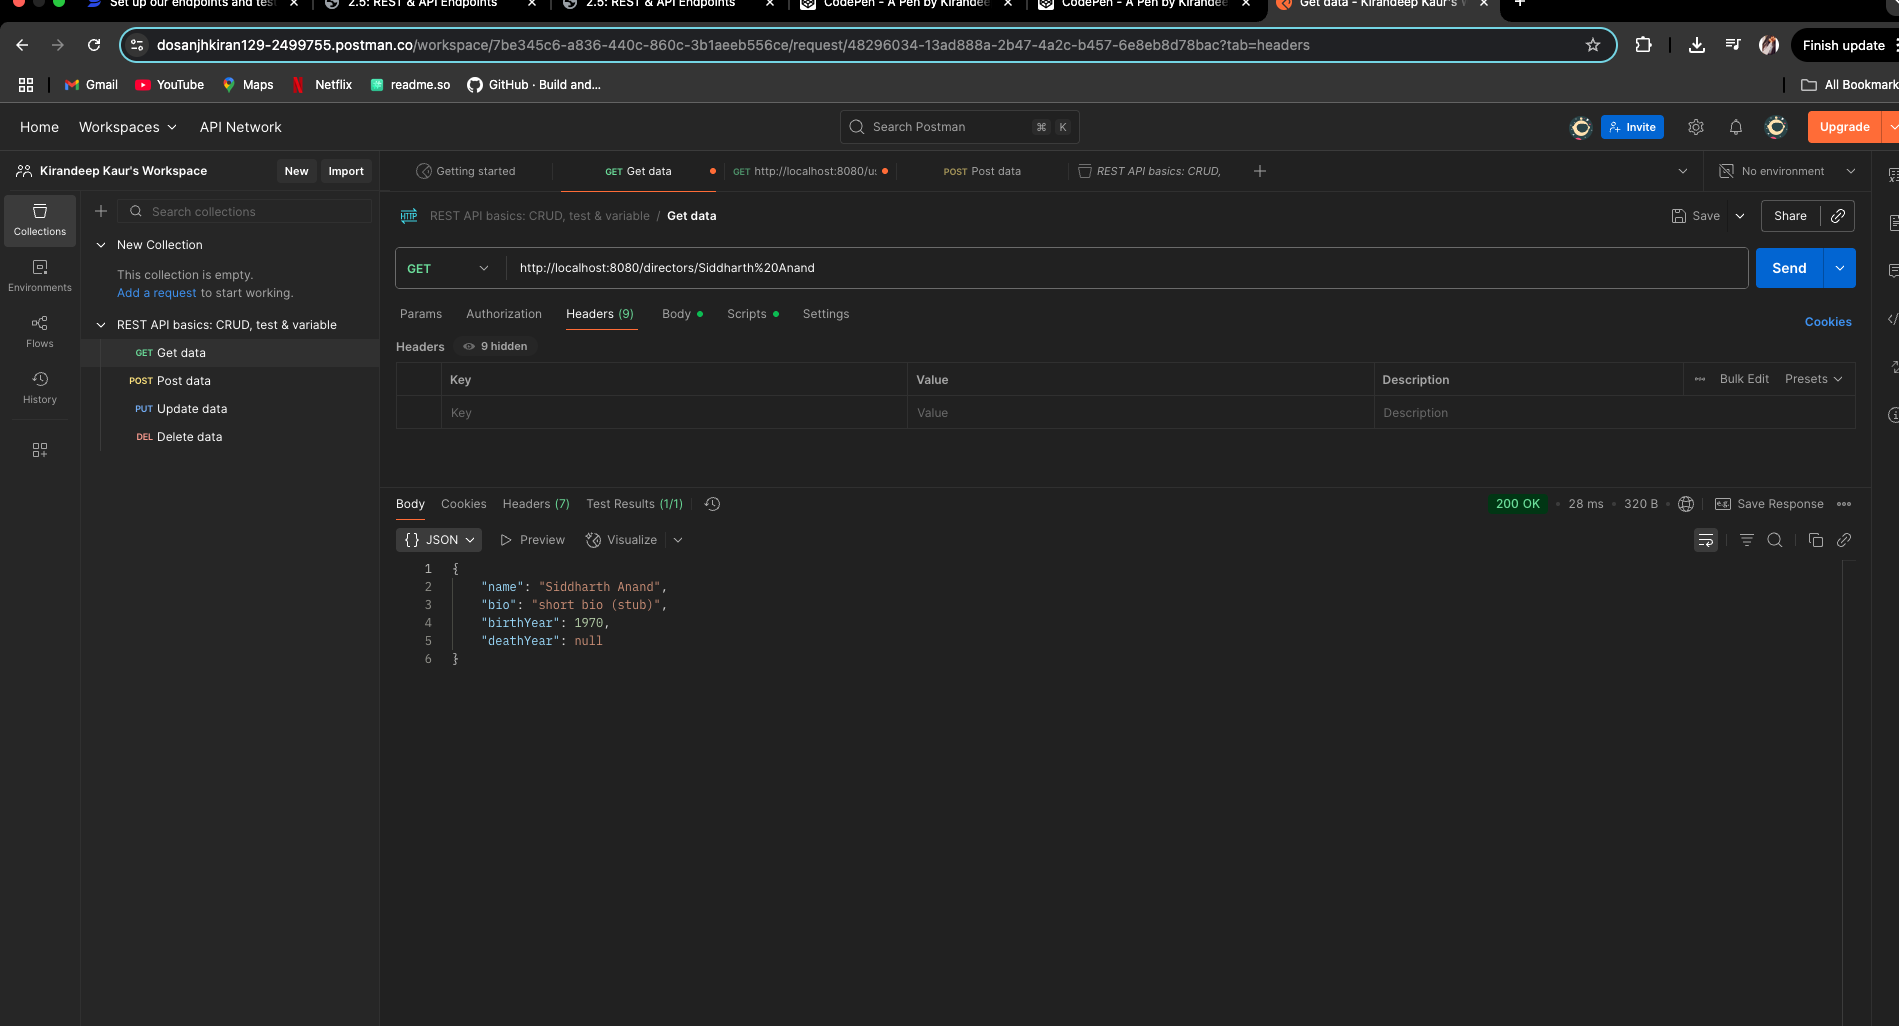 Set up our endpoints and test
2.5: REST & API Endpoints
2.5: REST & API Endpoints
CodePen - A Pen by Kirandee
CodePen - A Pen by Kirandee
Get data - Kirandeep Kaur's W
dosanjhkiran129-2499755.postman.co/workspace/7be345c6-a836-440c-860c-3b1aeeb556ce/request/48296034-13ad888a-2b47-4a2c-b457-6e8eb8d78bac?tab=headers
Finish update
Gmail
YouTube
Maps
Netflix
readme.so
GitHub · Build and...
All Bookmark
Home
Workspaces
API Network
Search Postman
⌘ K
Invite
Upgrade
Kirandeep Kaur's Workspace
New
Import
Getting started
GET Get data
GET http://localhost:8080/us
POST Post data
REST API basics: CRUD,
No environment
Collections
Environments
Flows
History
Search collections
New Collection
This collection is empty.
Add a request to start working.
REST API basics: CRUD, test & variable
GET Get data
POST Post data
PUT Update data
DEL Delete data
HTTP
REST API basics: CRUD, test & variable / Get data
Save
Share
GET
http://localhost:8080/directors/Siddharth%20Anand
Send
Params
Authorization
Headers (9)
Body
Scripts
Settings
Cookies
Headers
9 hidden
Key
Value
Description
Bulk Edit
Presets
Key
Value
Description
Body
Cookies
Headers (7)
Test Results (1/1)
200 OK
28 ms
320 B
e.g.
Save Response
{} JSON
Preview
Visualize
1 {
2 "name": "Siddharth Anand",
3 "bio": "short bio (stub)",
4 "birthYear": 1970,
5 "deathYear": null
6 }